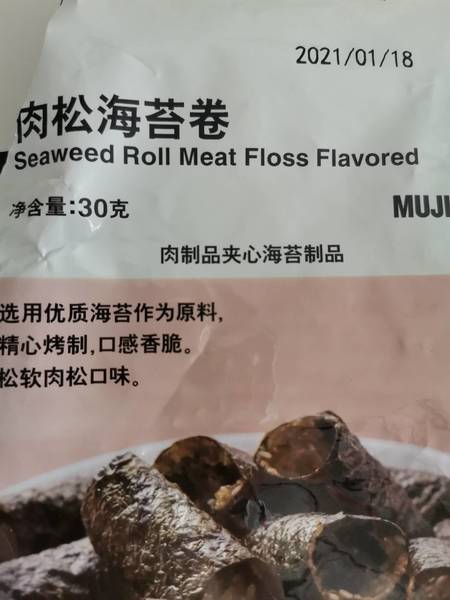 2021/01/18
肉松海苔卷
Seaweed Roll Meat Floss Flavored
净含量:30克
MUJI
肉制品夹心海苔制品
选用优质海苔作为原料,
精心烤制,口感香脆。
松软肉松口味。